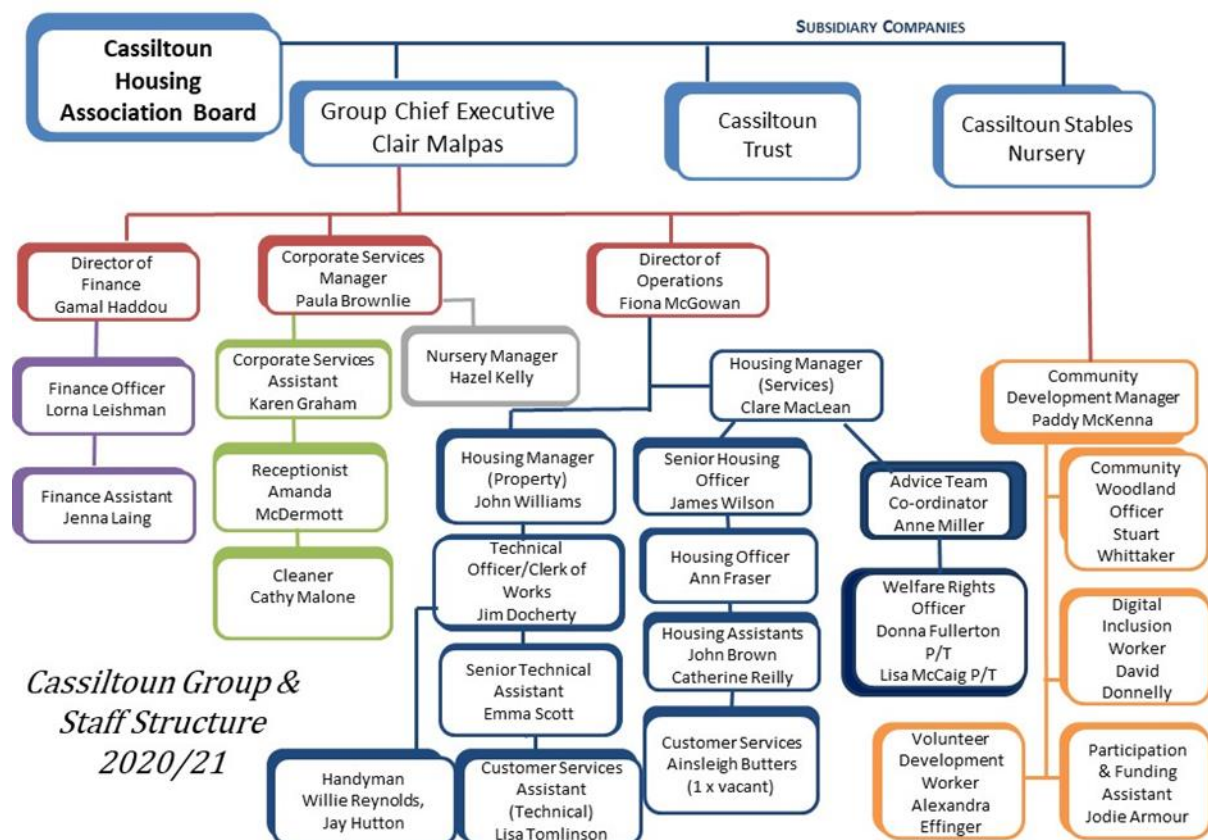 SUBSIDIARY COMPANIES
Cassiltoun
Housing
Association Board
Group Chief Executive
Clair Malpas
Cassiltoun
Trust
Cassiltoun Stables
Nursery
Director of
Finance
Gamal Haddou
Corporate Services
Manager
Paula Brownlie
Director of
Operations
Fiona McGowan
Nursery Manager
Hazel Kelly
Finance Officer
Lorna Leishman
Finance Assistant
Jenna Laing
Corporate Services
Assistant
Karen Graham
Receptionist
Amanda
McDermott
Cleaner
Cathy Malone
Housing Manager
(Services)
Clare MacLean
Housing Manager
(Property)
John Williams
Technical
Officer/Clerk of
Works
Jim Docherty
Senior Technical
Assistant
Emma Scott
Handyman
Willie Reynolds,
Jay Hutton
Customer Services
Assistant
(Technical)
Lisa Tomlinson
Senior Housing
Officer
James Wilson
Housing Officer
Ann Fraser
Housing Assistants
John Brown
Catherine Reilly
Customer Services
Ainsleigh Butters
(1 x vacant)
Advice Team
Co-ordinator
Anne Miller
Welfare Rights
Officer
Donna Fullerton
P/T
Lisa McCaig P/T
Community
Development Manager
Paddy McKenna
Community
Woodland
Officer
Stuart
Whittaker
Digital
Inclusion
Worker
David
Donnelly
Volunteer
Development
Worker
Alexandra
Effinger
Participation
& Funding
Assistant
Jodie Armour
Cassiltoun Group &
Staff Structure
2020/21